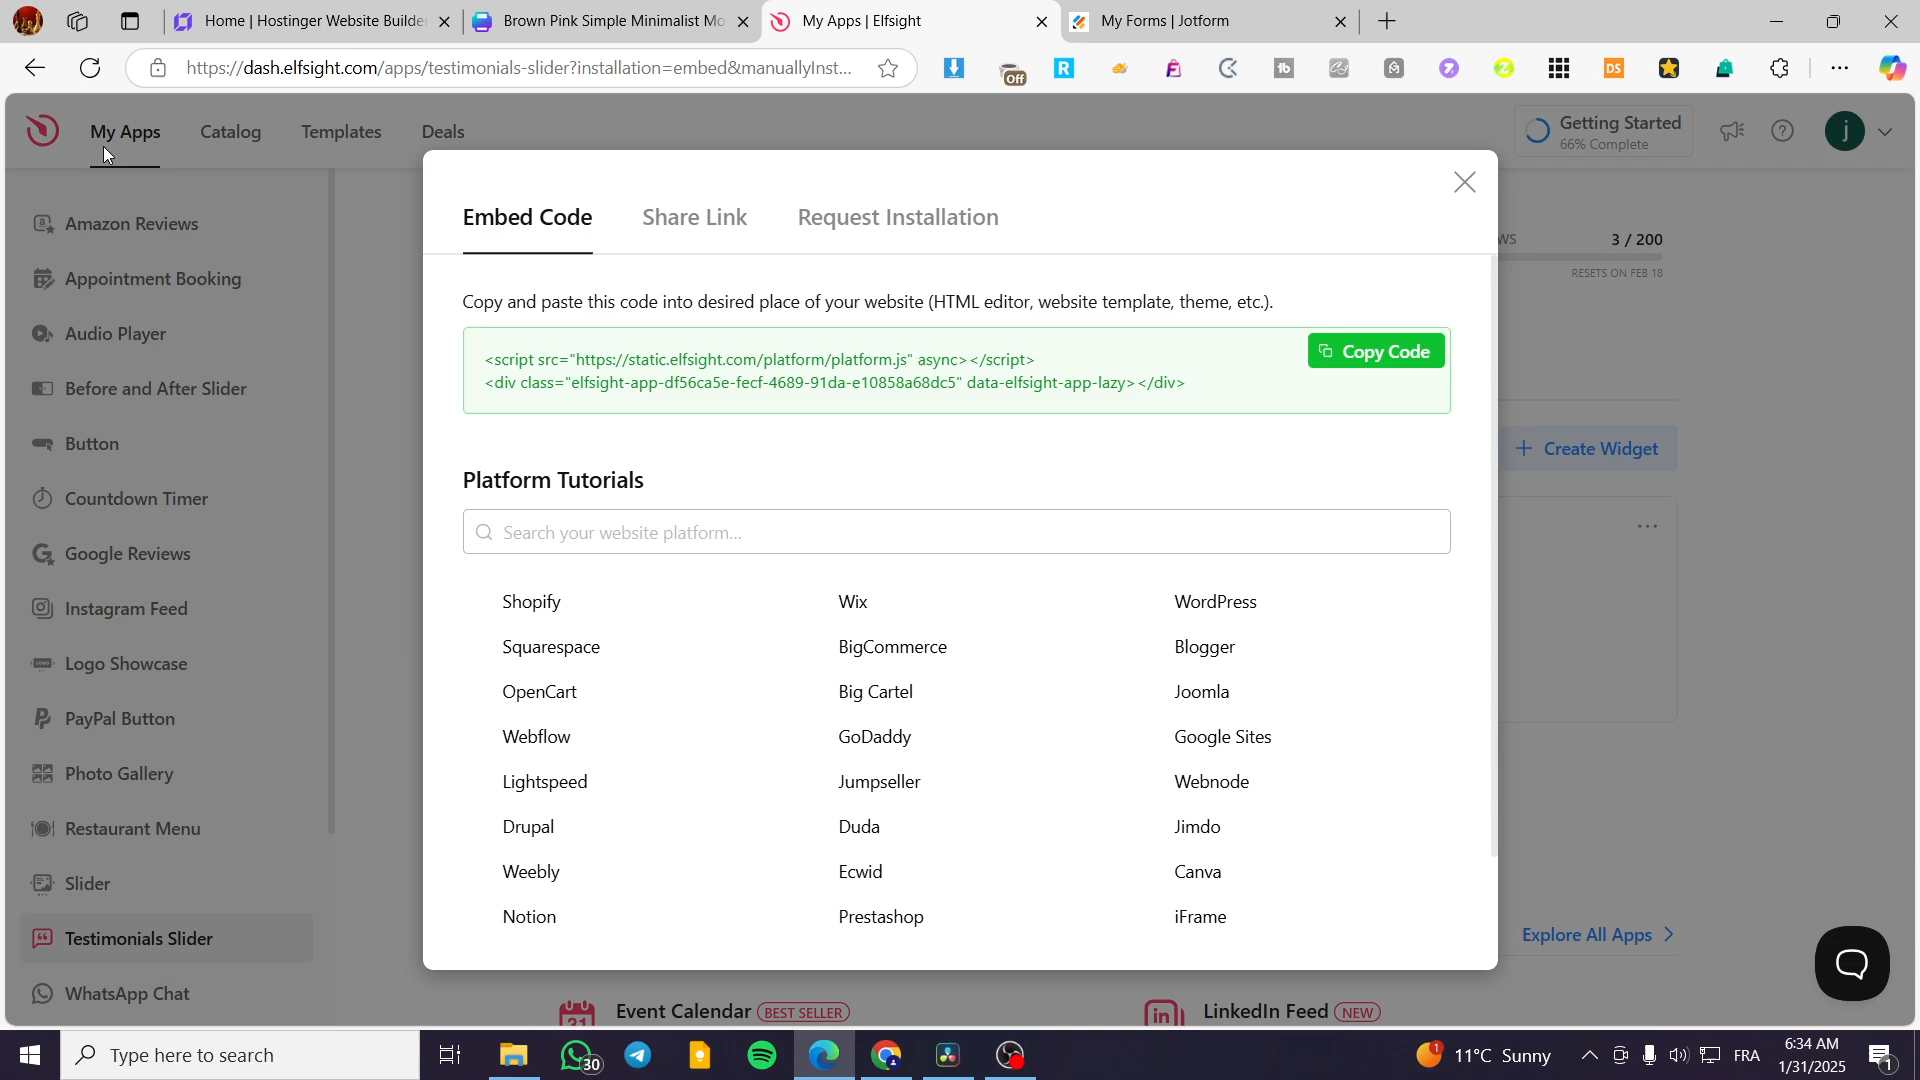 Home | Hostinger Website Builder
Brown Pink Simple Minimalist Mo
My Apps | Elfsight
My Forms | Jotform
https://dash.elfsight.com/apps/testimonials-slider?installation=embed&manuallyInst...
Off
My Apps
Catalog
Templates
Deals
Getting Started
66% Complete
j
Amazon Reviews
Appointment Booking
Audio Player
Before and After Slider
Button
Countdown Timer
Google Reviews
Instagram Feed
Logo Showcase
PayPal Button
Photo Gallery
Restaurant Menu
Slider
Testimonials Slider
WhatsApp Chat
Embed Code
Share Link
Request Installation
WS
3 / 200
RESETS ON FEB 18
Copy and paste this code into desired place of your website (HTML editor, website template, theme, etc.).
Copy Code
<script src="https://static.elfsight.com/platform/platform.js" async></script>
<div class="elfsight-app-df56ca5e-fecf-4689-91da-e10858a68dc5" data-elfsight-app-lazy></div>
Create Widget
Platform Tutorials
Search your website platform...
Shopify
Wix
WordPress
Squarespace
BigCommerce
Blogger
OpenCart
Big Cartel
Joomla
Webflow
GoDaddy
Google Sites
Lightspeed
Jumpseller
Webnode
Drupal
Duda
Jimdo
Weebly
Ecwid
Canva
Notion
Prestashop
iFrame
Explore All Apps
31
Event Calendar
BEST SELLER
LinkedIn Feed
NEW
Type here to search
30
1
11°C Sunny
FRA
6:34 AM
1/31/2025
1